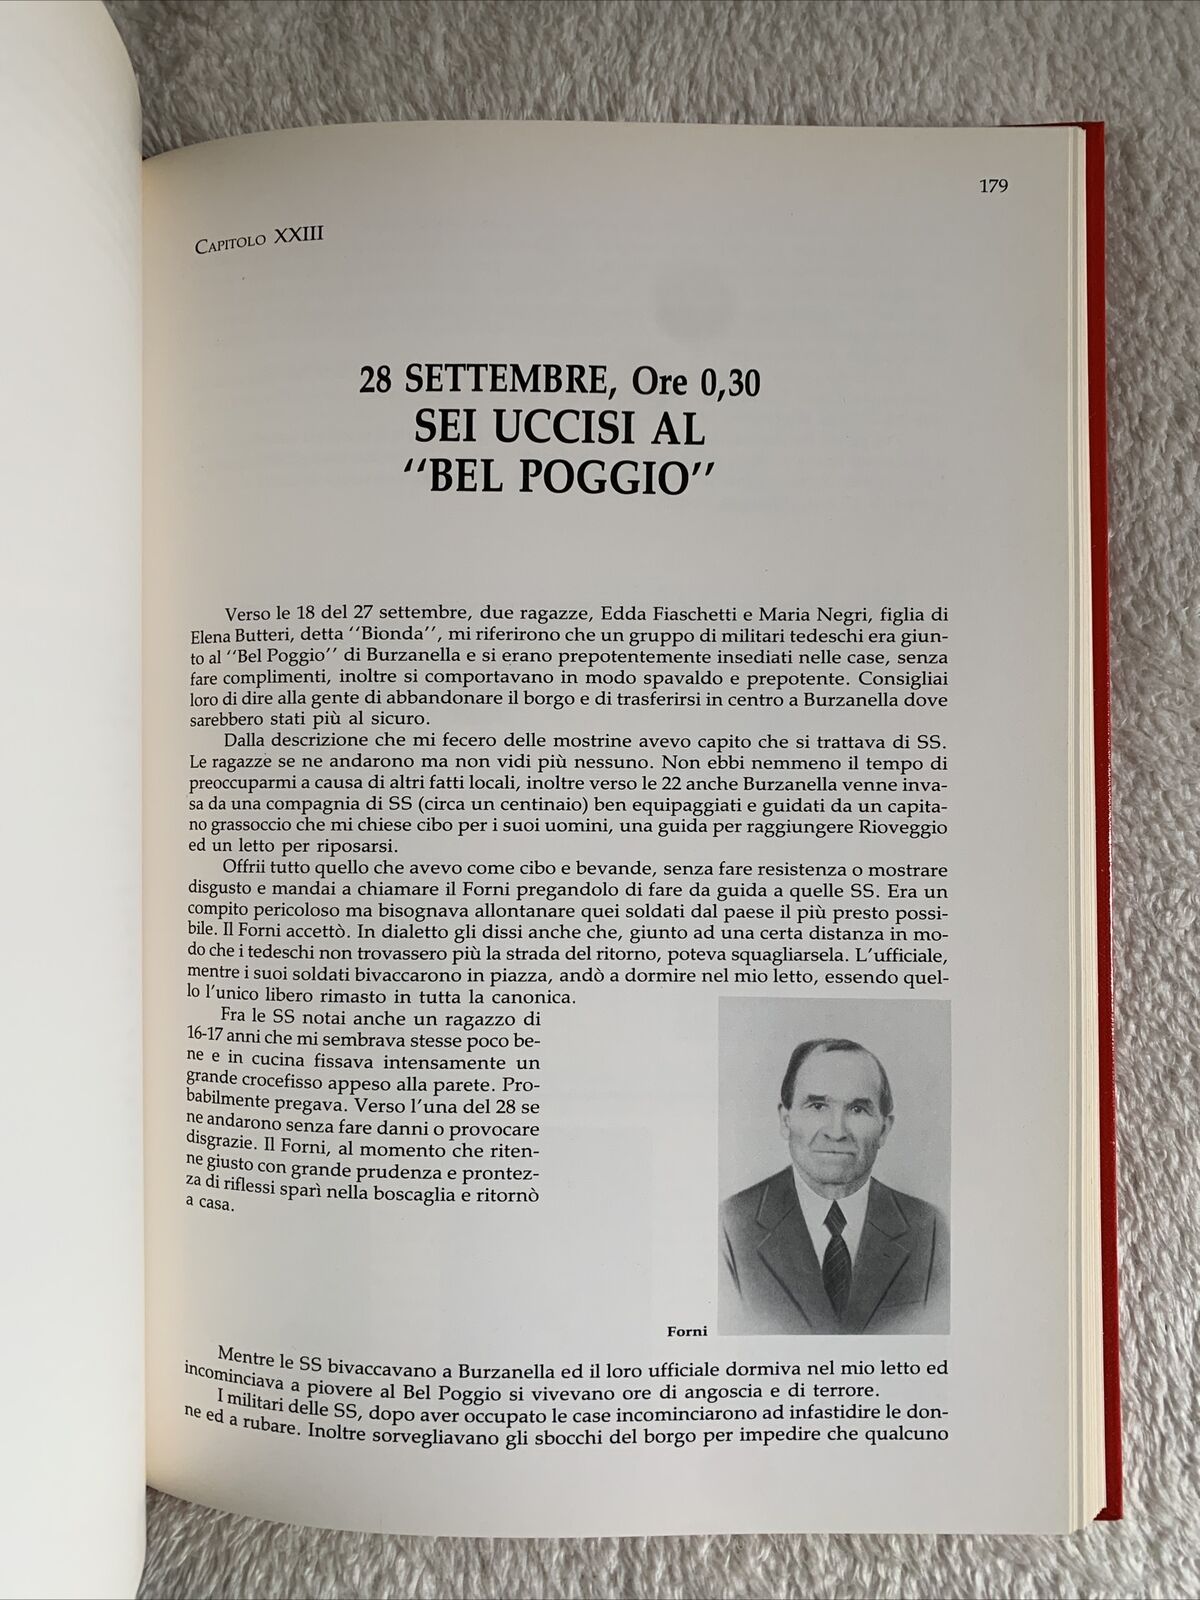 179
CAPITOLO XXIII
28 SETTEMBRE, Ore 0,30
SEI UCCISI AL
"BEL POGGIO"
Verso le 18 del 27 settembre, due ragazze, Edda Fiaschetti e Maria Negri, figlia di
Elena Butteri, detta "Bionda", mi riferirono che un gruppo di militari tedeschi era giun-
to al "Bel Poggio" di Burzanella e si erano prepotentemente insediati nelle case, senza
fare complimenti, inoltre si comportavano in modo spavaldo e prepotente. Consigliai
loro di dire alla gente di abbandonare il borgo e di trasferirsi in centro a Burzanella dove
sarebbero stati più al sicuro.
Dalla descrizione che mi fecero delle mostrine avevo capito che si trattava di SS.
Le ragazze se ne andarono ma non vidi più nessuno. Non ebbi nemmeno il tempo di
preoccuparmi a causa di altri fatti locali, inoltre verso le 22 anche Burzanella venne inva-
sa da una compagnia di SS (circa un centinaio) ben equipaggiati e guidati da un capita-
no grassoccio che mi chiese cibo per i suoi uomini, una guida per raggiungere Rioveggio
ed un letto per riposarsi.
Offrii tutto quello che avevo come cibo e bevande, senza fare resistenza o mostrare
disgusto e mandai a chiamare il Forni pregandolo di fare da guida a quelle SS. Era un
compito pericoloso ma bisognava allontanare quei soldati dal paese il più presto possi-
bile. Il Forni accettò. In dialetto gli dissi anche che, giunto ad una certa distanza in mo-
do che i tedeschi non trovassero più la strada del ritorno, poteva squagliarsela. L'ufficiale,
mentre i suoi soldati bivaccarono in piazza, andò a dormire nel mio letto, essendo quel-
lo l'unico libero rimasto in tutta la canonica.
Fra le SS notai anche un ragazzo di
16-17 anni che mi sembrava stesse poco be-
ne e in cucina fissava intensamente un
grande crocefisso appeso alla parete. Pro-
babilmente pregava. Verso l'una del 28 se
ne andarono senza fare danni o provocare
disgrazie. Il Forni, al momento che riten-
ne giusto con grande prudenza e prontez-
za di riflessi sparì nella boscaglia e ritornò
a casa.
Forni
Mentre le SS bivaccavano a Burzanella ed il loro ufficiale dormiva nel mio letto ed
incominciava a piovere al Bel Poggio si vivevano ore di angoscia e di terrore.
I militari delle SS, dopo aver occupato le case incominciarono ad infastidire le don-
ne ed a rubare. Inoltre sorvegliavano gli sbocchi del borgo per impedire che qualcuno